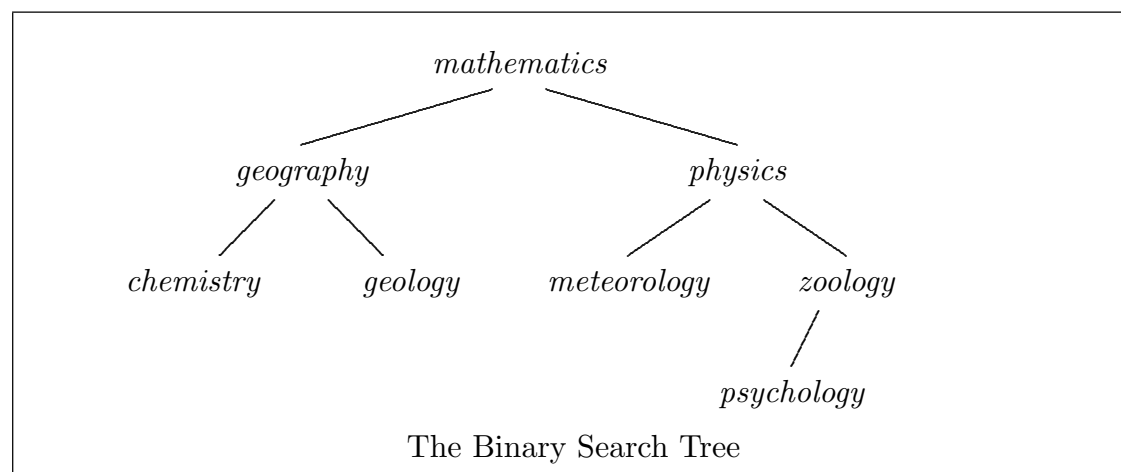 mathematics
geography physics
chemistry geology meteorology zoology
psychology
The Binary Search Tree